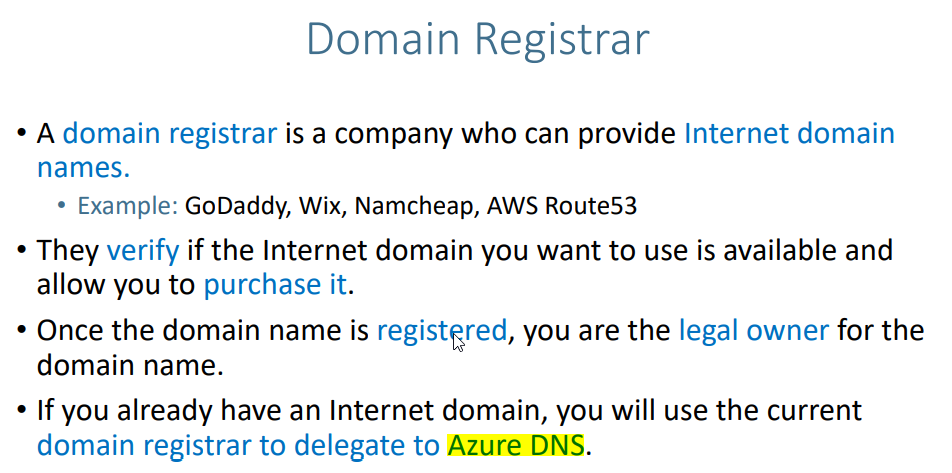 Domain Registrar
• A domain registrar is a company who can provide Internet domain
names.
• Example: GoDaddy, Wix, Namcheap, AWS Route53
• They verify if the Internet domain you want to use is available and
allow you to purchase it.
• Once the domain name is registered, you are the legal owner for the
domain name.
• If you already have an Internet domain, you will use the current
domain registrar to delegate to Azure DNS.